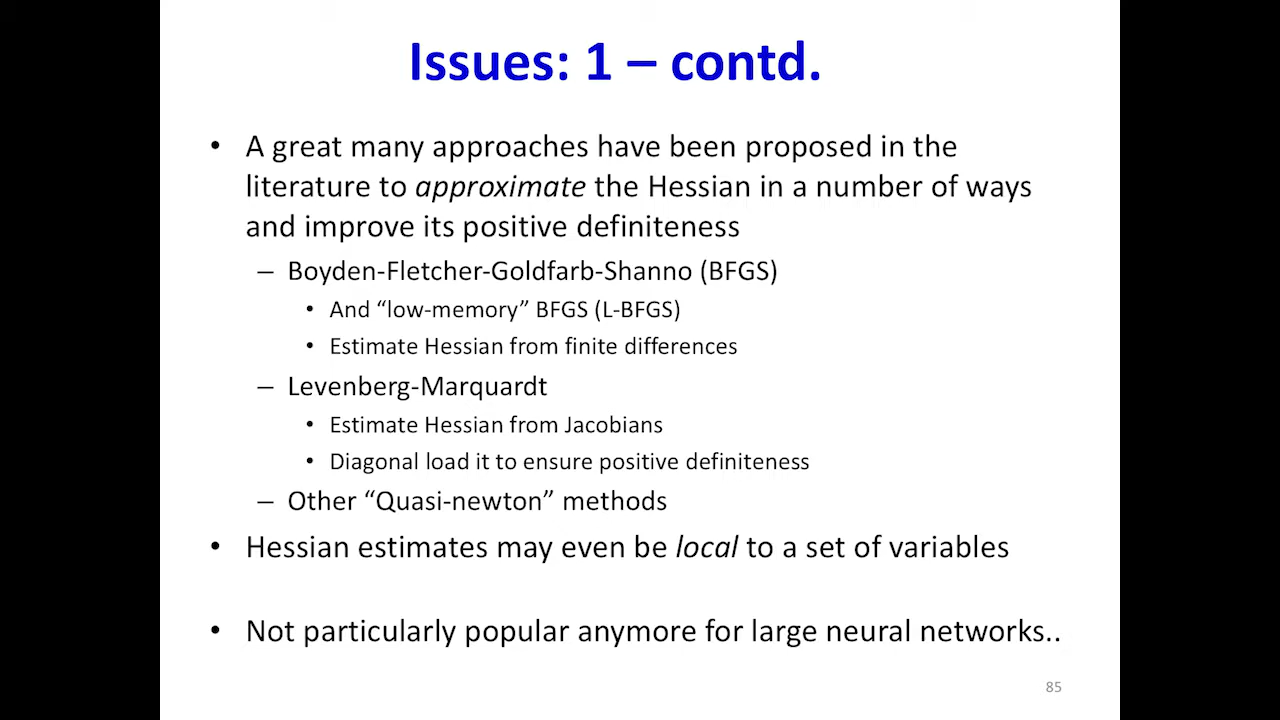 Issues: 1 – contd.
• A great many approaches have been proposed in the
literature to approximate the Hessian in a number of ways
and improve its positive definiteness
– Boyden-Fletcher-Goldfarb-Shanno (BFGS)
• And “low-memory” BFGS (L-BFGS)
• Estimate Hessian from finite differences
– Levenberg-Marquardt
• Estimate Hessian from Jacobians
• Diagonal load it to ensure positive definiteness
– Other “Quasi-newton” methods
• Hessian estimates may even be local to a set of variables
• Not particularly popular anymore for large neural networks..
85